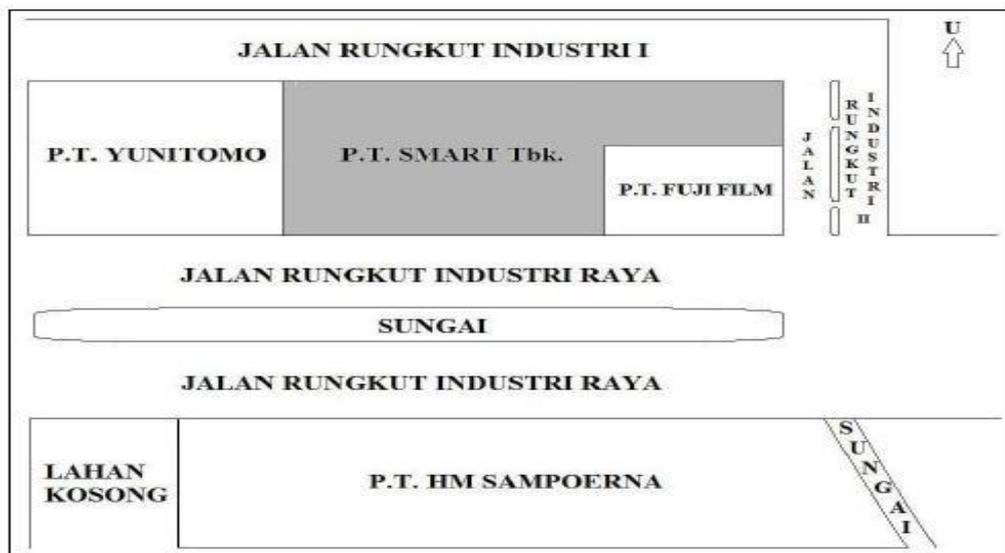 JALAN RUNGKUT INDUSTRI I
U
P.T. YUNITOMO
P.T. SMART Tbk.
P.T. FUJI FILM
JALAN
RUNGKUT
INDUSTRI
II
JALAN RUNGKUT INDUSTRI RAYA
SUNGAI
JALAN RUNGKUT INDUSTRI RAYA
LAHAN
KOSONG
P.T. HM SAMPOERNA
SUNGAI